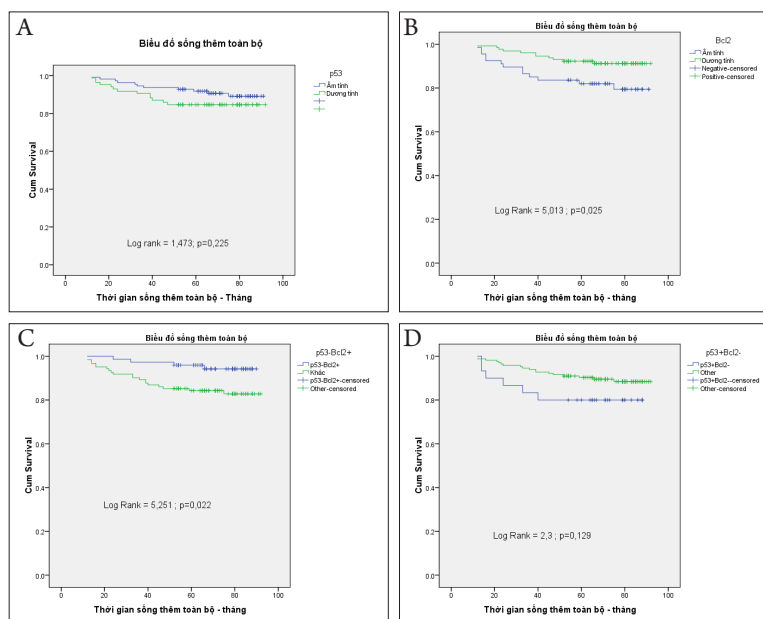 A
Biểu đồ sống thêm toàn bộ
p53
Âm tính
Dương tính
Cum Survival
1.0
0.8
0.6
0.4
0.2
0.0
Log rank = 1,473; p=0,225
0 20 40 60 80 100
Thời gian sống thêm toàn bộ - Tháng
B
Biểu đồ sống thêm toàn bộ
Bcl2
Âm tính
Dương tính
Negative-censored
Positive-censored
Cum Survival
1.0
0.8
0.6
0.4
0.2
0.0
Log Rank = 5,013 ; p=0,025
0 20 40 60 80 100
Thời gian sống thêm toàn bộ - tháng
C
Biểu đồ sống thêm toàn bộ
p53-Bcl2+
p53-Bcl2+
Khác
p53-Bcl2+-censored
Other-censored
Cum Survival
1.0
0.8
0.6
0.4
0.2
0.0
Log Rank = 5,251 ; p=0,022
0 20 40 60 80 100
Thời gian sống thêm toàn bộ - tháng
D
Biểu đồ sống thêm toàn bộ
p53+Bcl2-
p53+Bcl2-
Other
p53+Bcl2--censored
Other-censored
Cum Survival
1.0
0.8
0.6
0.4
0.2
0.0
Log Rank = 2,3 ; p=0,129
0 20 40 60 80 100
Thời gian sống thêm toàn bộ - tháng